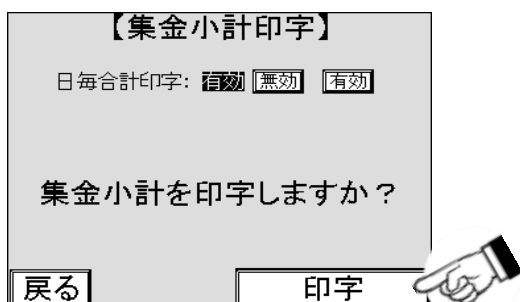 【集金小計印字】
日毎合計印字: 有効 無効 有効
集金小計を印字しますか？
戻る 印字